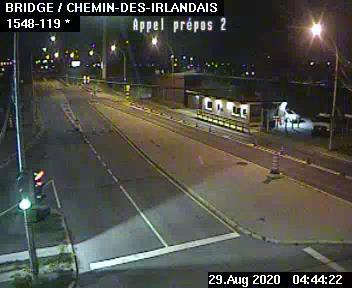 BRIDGE / CHEMIN-DES-IRLANDAIS
1548-119 *
Appel prépos 2
29.Aug 2020 04:44:22